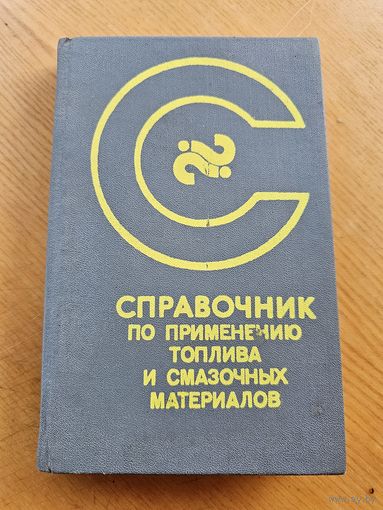 С
??
СПРАВОЧНИК
ПО ПРИМЕНЕНИЮ
ТОПЛИВА
И СМАЗОЧНЫХ
МАТЕРИАЛОВ